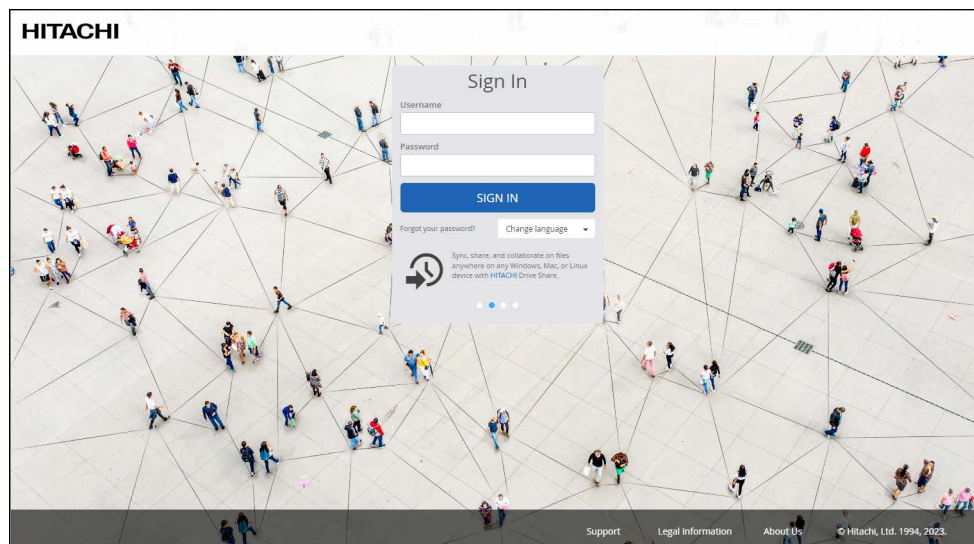 HITACHI
Sign In
Username
Password
SIGN IN
Forgot your password?
Change language
Sync, share, and collaborate on files
anywhere on any Windows, Mac, or Linux
device with HITACHI Drive Share.
Support Legal Information About Us © Hitachi, Ltd. 1994, 2023.